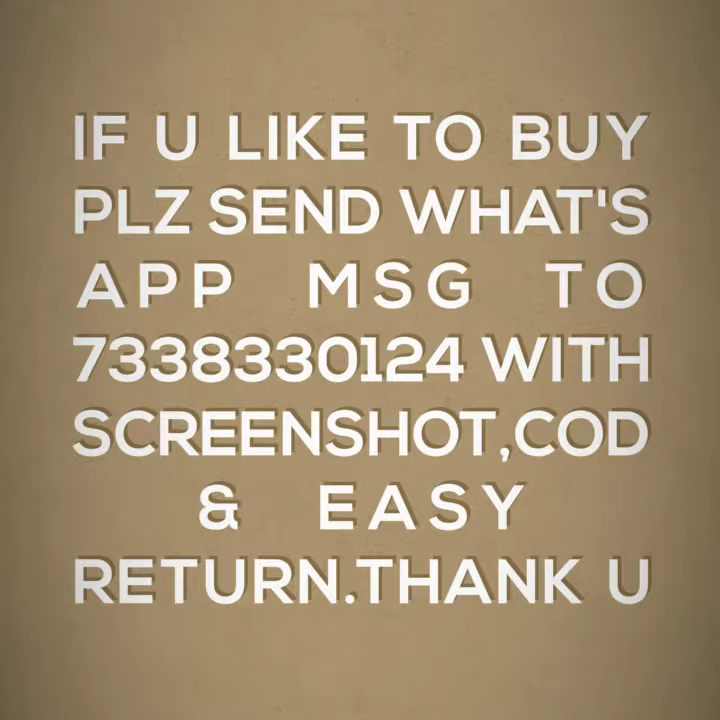 IF U LIKE TO BUY
PLZ SEND WHAT'S
APP MSG TO
7338330124 WITH
SCREENSHOT,COD
& EASY
RETURN.THANK U